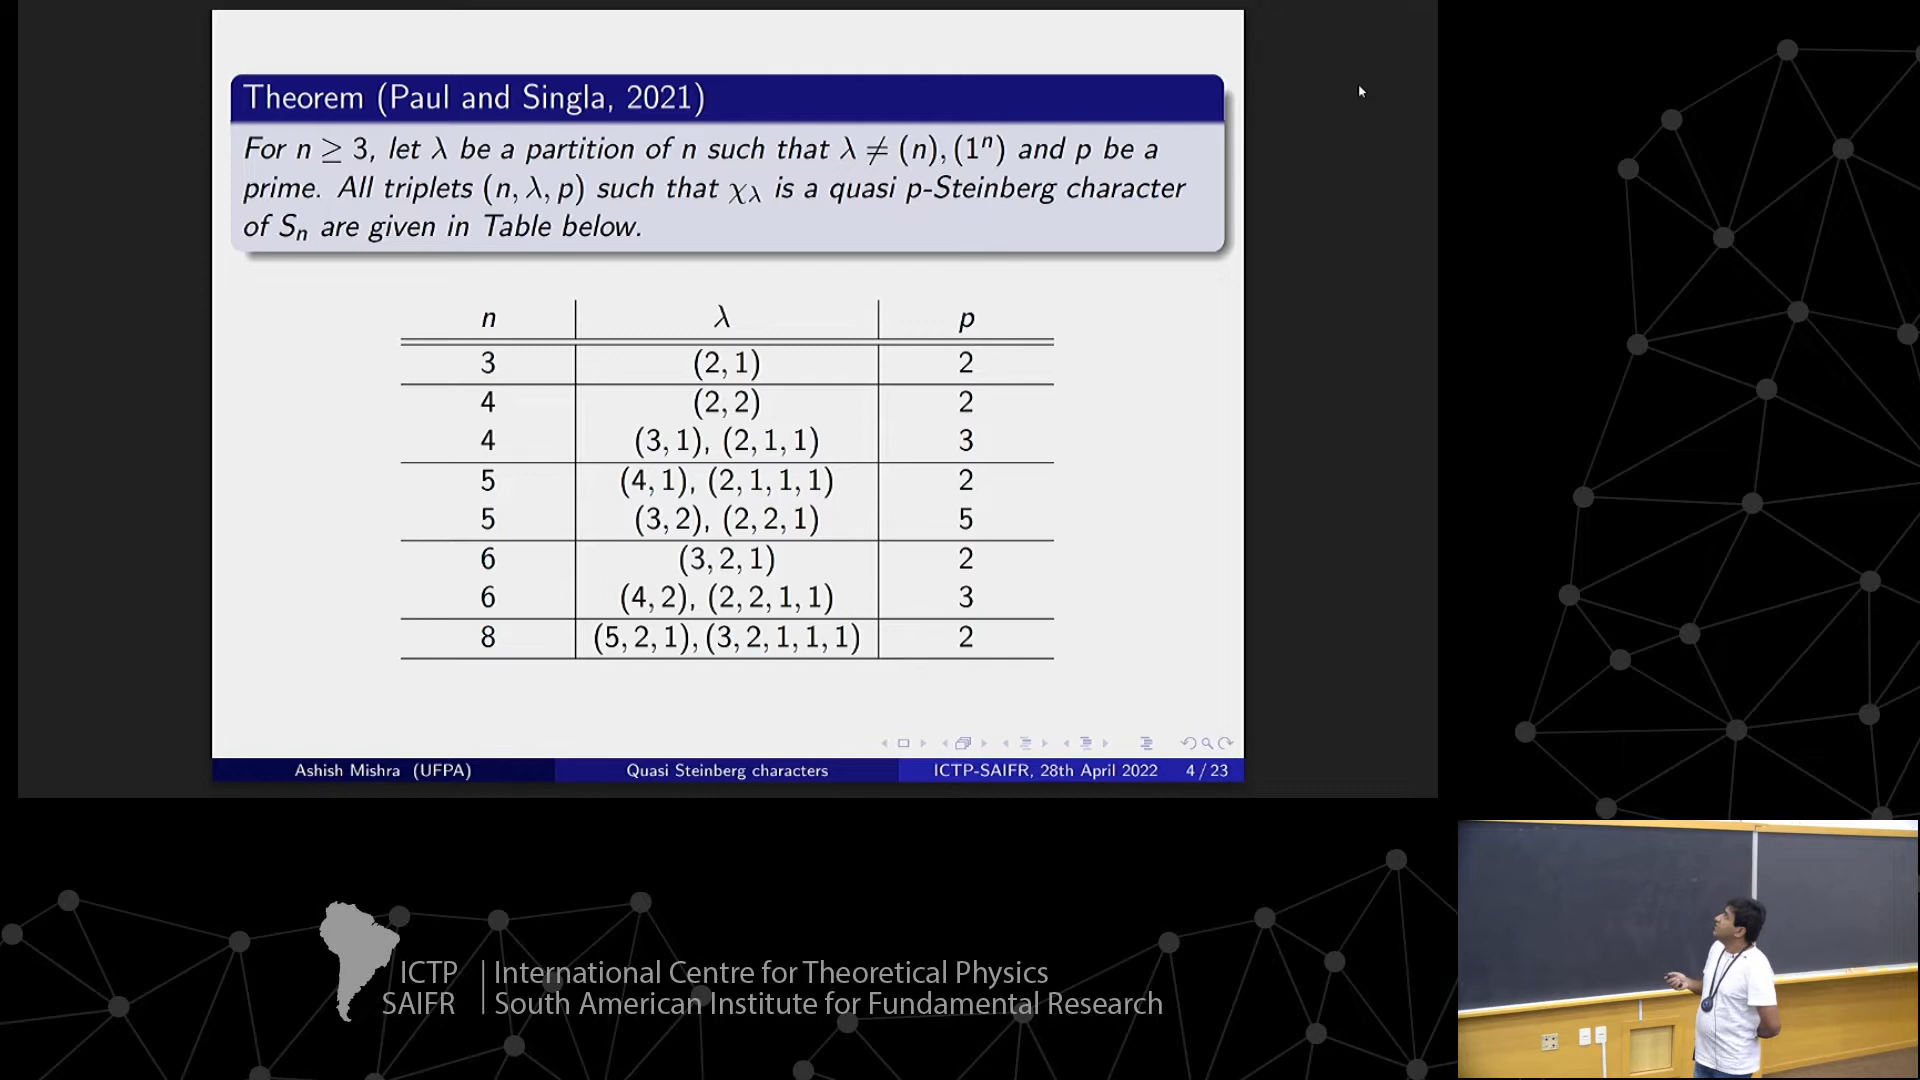 Theorem (Paul and Singla, 2021)
For n ≥ 3, let λ be a partition of n such that λ ≠ (n), (1ⁿ) and p be a
prime. All triplets (n, λ, p) such that χ_λ is a quasi p-Steinberg character
of Sₙ are given in Table below.
n λ p
3 (2, 1) 2
4 (2, 2) 2
4 (3, 1), (2, 1, 1) 3
5 (4, 1), (2, 1, 1, 1) 2
5 (3, 2), (2, 2, 1) 5
6 (3, 2, 1) 2
6 (4, 2), (2, 2, 1, 1) 3
8 (5, 2, 1), (3, 2, 1, 1, 1) 2
Ashish Mishra (UFPA) Quasi Steinberg characters ICTP-SAIFR, 28th April 2022 4 / 23
ICTP International Centre for Theoretical Physics
SAIFR South American Institute for Fundamental Research